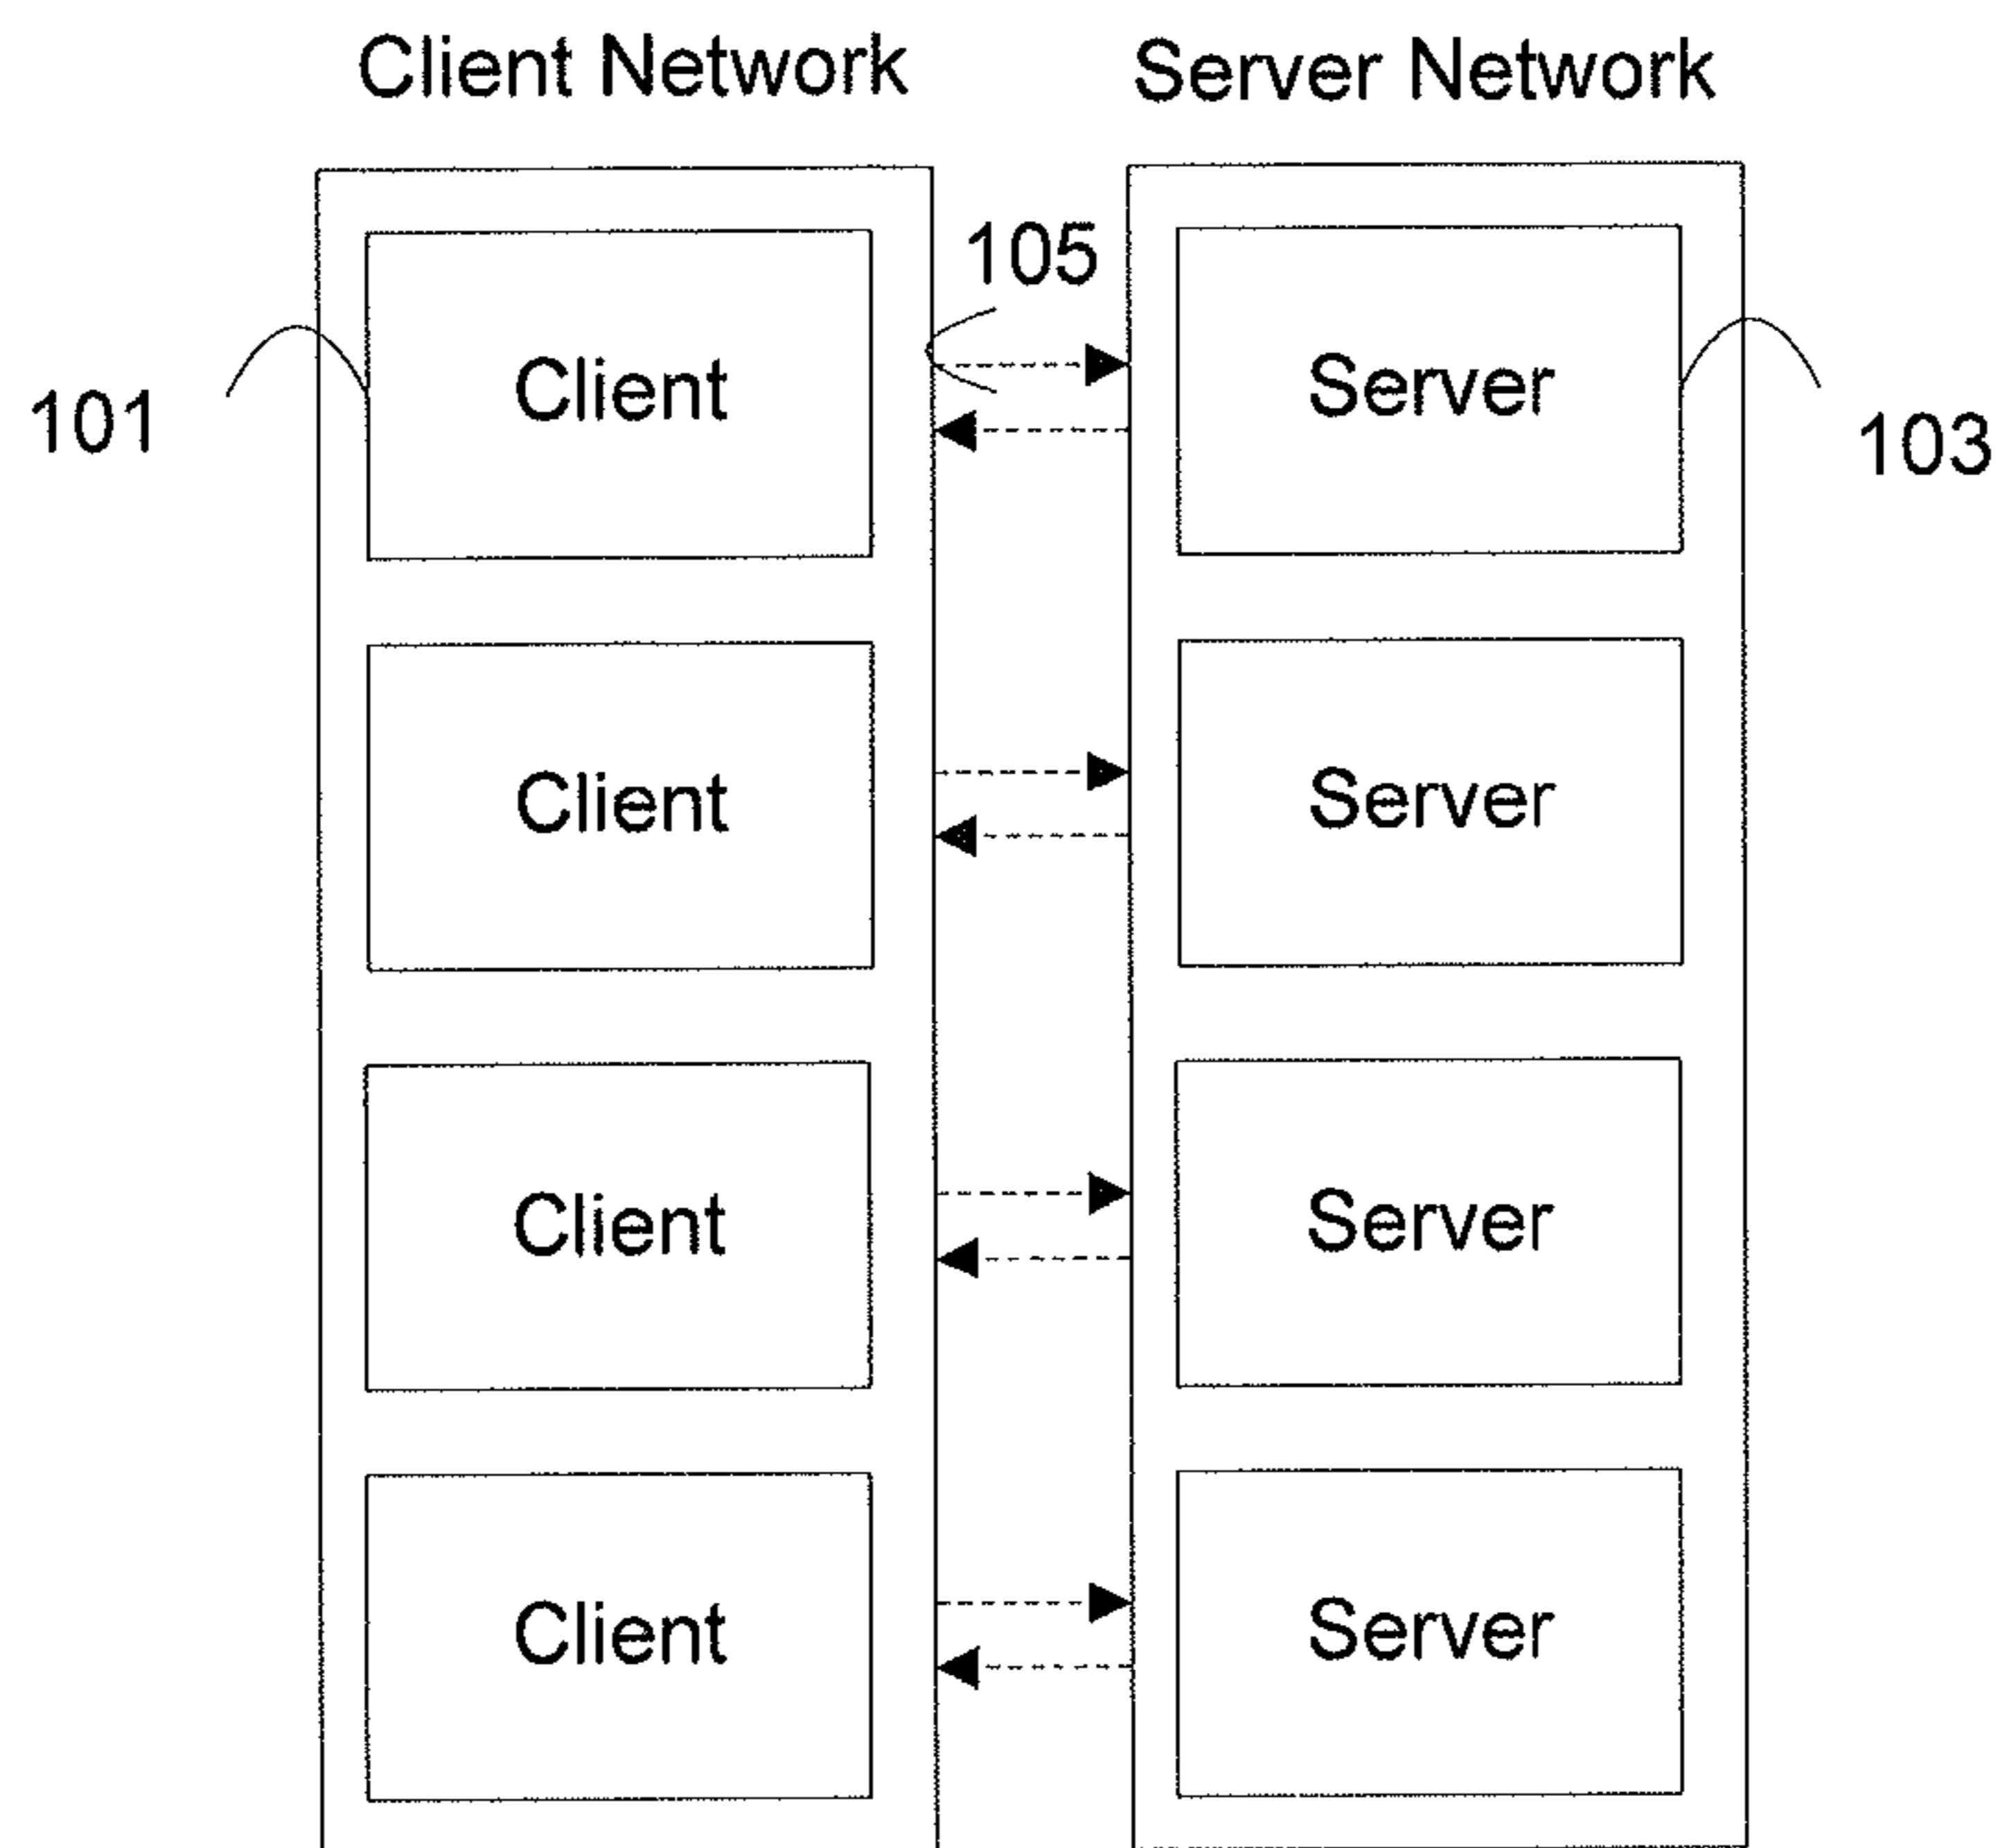 Client Network
Server Network
105
Client
Server
101
103
Client
Server
Client
Server
Client
Server